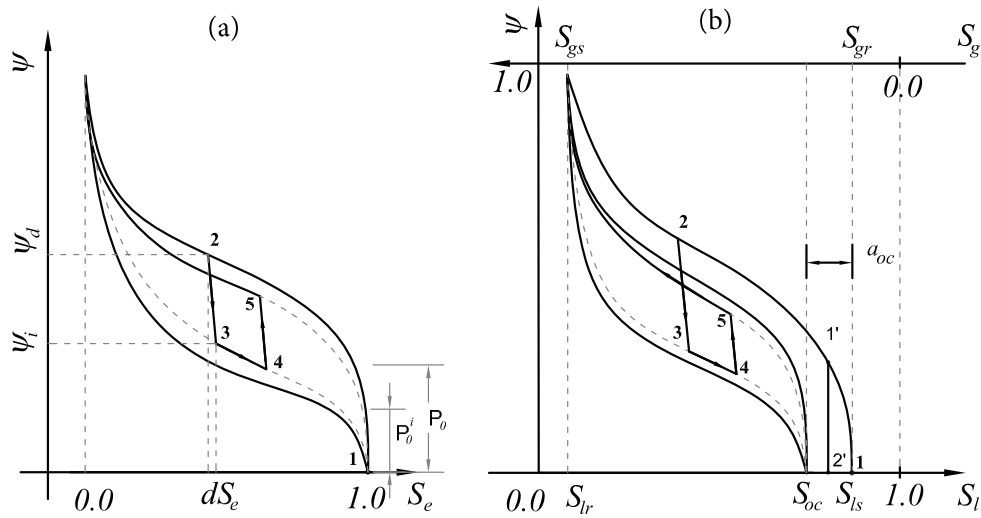 (a)
ψ
ψ_d
ψ_i
2
3
5
4
1
P_0^i
P_0
0.0
dS_e
1.0
S_e
(b)
ψ
S_gs
S_gr
S_g
1.0
0.0
2
a_oc
1'
5
3
4
2'
1
0.0
S_lr
S_oc
S_ls
1.0
S_l